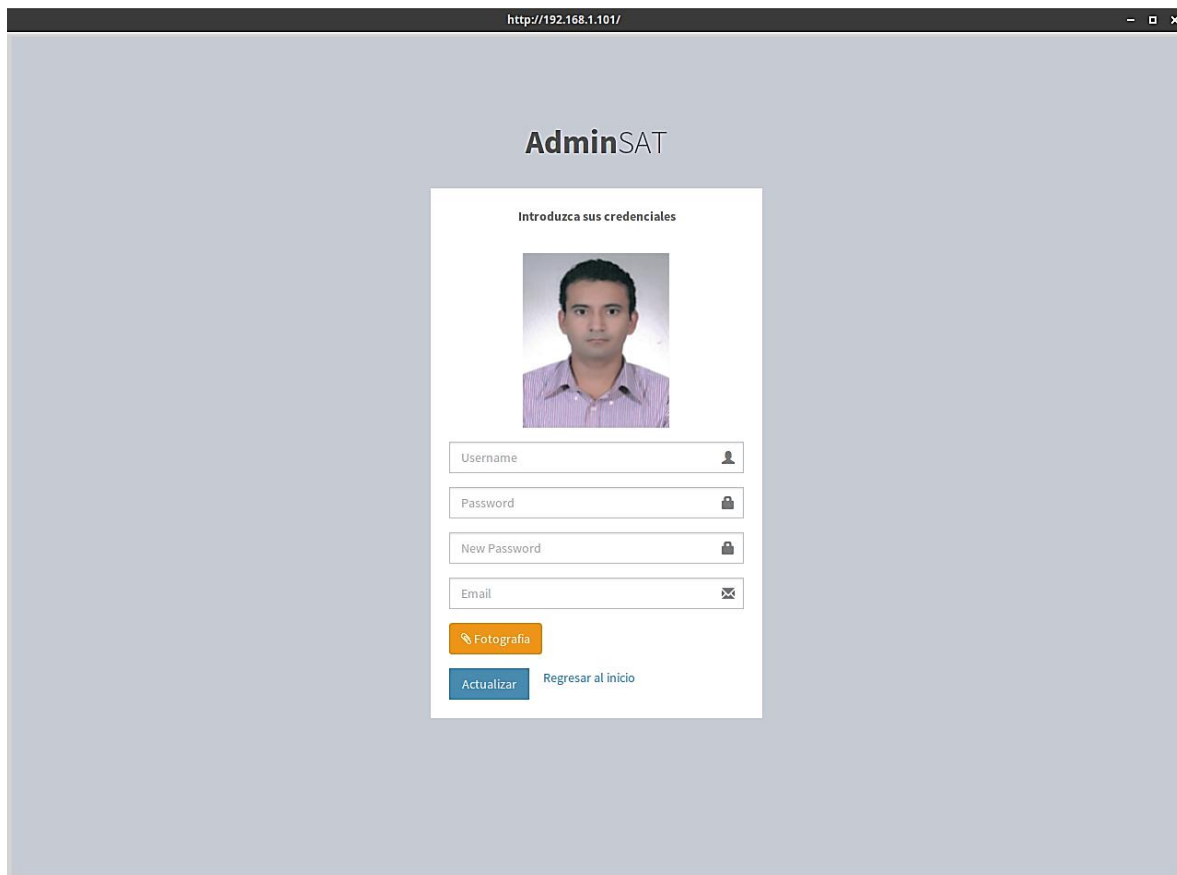 http://192.168.1.101/
AdminSAT
Introduzca sus credenciales
Username
Password
New Password
Email
Fotografia
Actualizar
Regresar al inicio